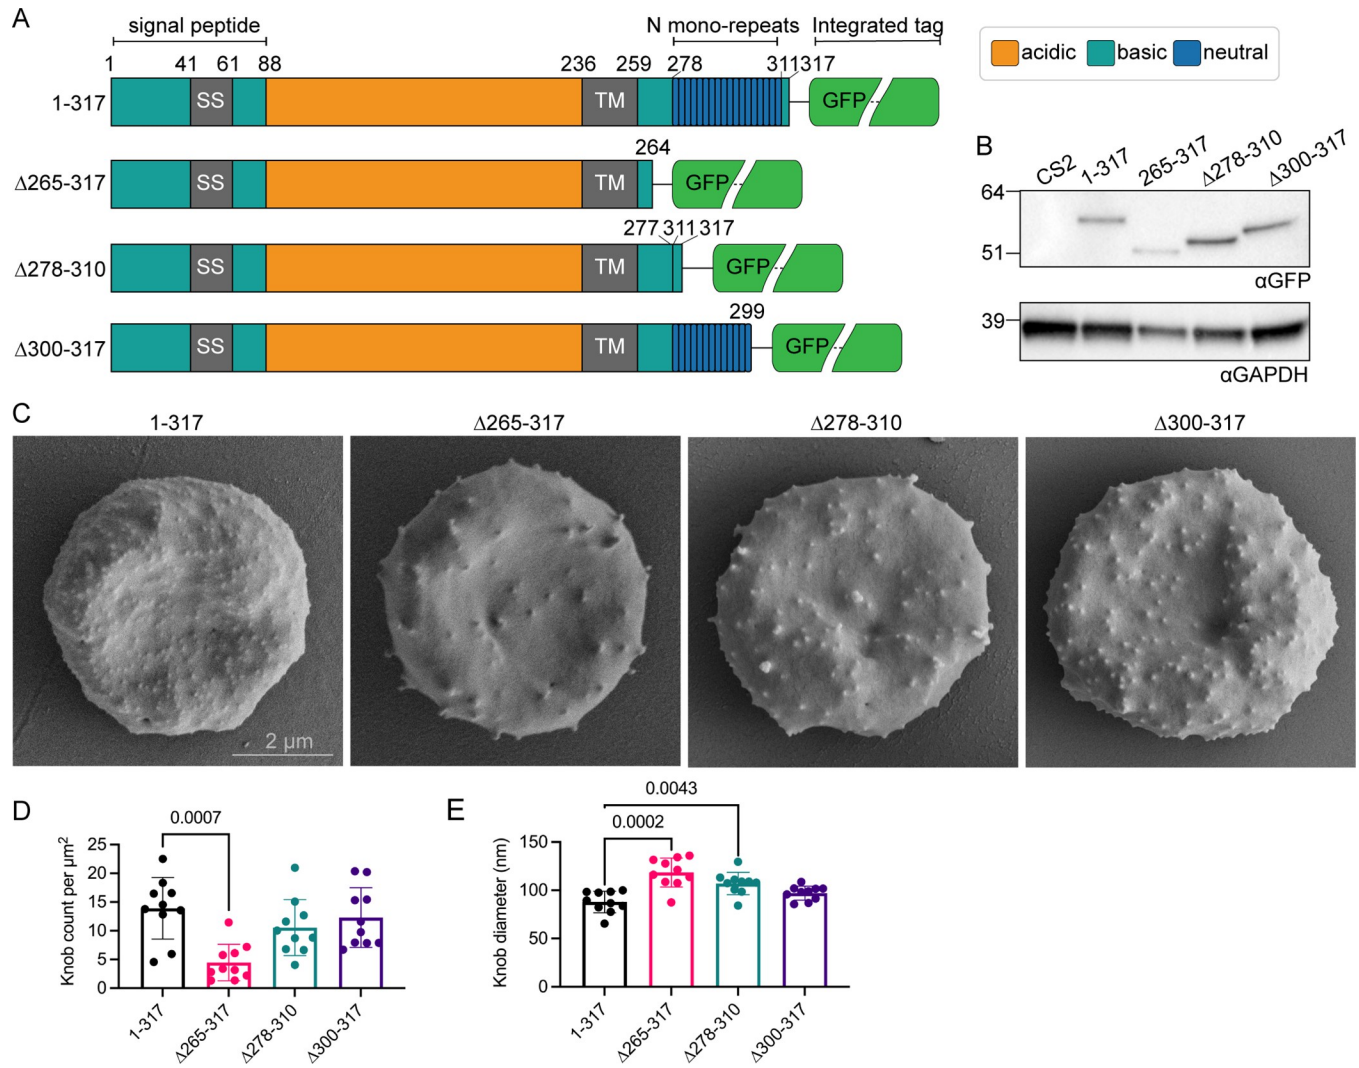 A
signal peptide
N mono-repeats
Integrated tag
1 41 61 88 236 259 278 311 317
1-317 SS TM GFP
acidic basic neutral
264
Δ265-317 SS TM GFP
277 311 317
Δ278-310 SS TM GFP
299
Δ300-317 SS TM GFP
B
CS2 1-317 265-317 Δ278-310 Δ300-317
64
51
αGFP
39
αGAPDH
C
1-317 Δ265-317 Δ278-310 Δ300-317
2 µm
D
0.0007
Knob count per µm²
25
20
15
10
5
0
1-317 Δ265-317 Δ278-310 Δ300-317
E
0.0043
0.0002
Knob diameter (nm)
150
100
50
0
1-317 Δ265-317 Δ278-310 Δ300-317